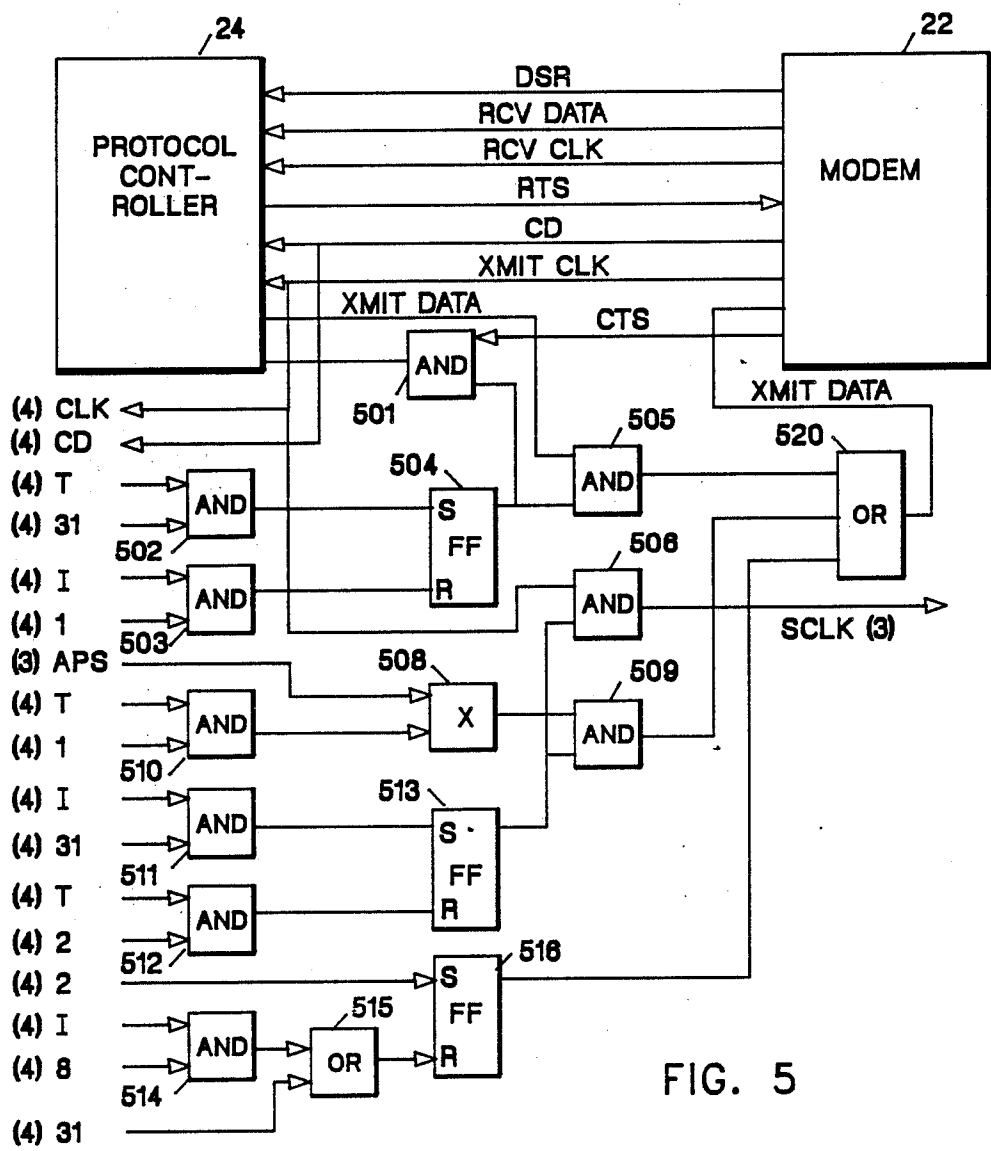 24
22
PROTOCOL
CONT-
ROLLER
MODEM
DSR
RCV DATA
RCV CLK
RTS
CD
XMIT CLK
XMIT DATA
CTS
AND
501
XMIT DATA
(4) CLK
(4) CD
505
520
(4) T
504
AND
AND
S
FF
R
OR
(4) 31
502
506
(4) I
AND
AND
(4) 1
503
SCLK (3)
(3) APS
508
509
(4) T
AND
X
AND
(4) 1
510
(4) I
513
AND
S
FF
R
(4) 31
511
(4) T
AND
(4) 2
512
516
(4) 2
S
FF
R
(4) I
515
AND
OR
(4) 8
514
(4) 31
FIG. 5